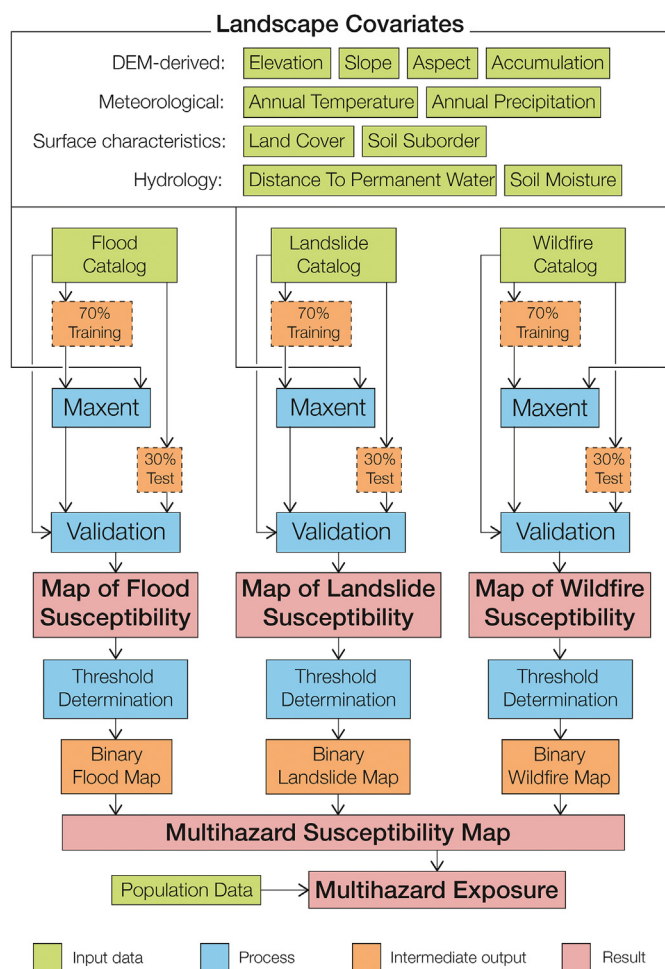 Landscape Covariates
DEM-derived: Elevation Slope Aspect Accumulation
Meteorological: Annual Temperature Annual Precipitation
Surface characteristics: Land Cover Soil Suborder
Hydrology: Distance To Permanent Water Soil Moisture
Flood
Catalog
Landslide
Catalog
Wildfire
Catalog
70%
Training
70%
Training
70%
Training
Maxent
Maxent
Maxent
30%
Test
30%
Test
30%
Test
Validation
Validation
Validation
Map of Flood
Susceptibility
Map of Landslide
Susceptibility
Map of Wildfire
Susceptibility
Threshold
Determination
Threshold
Determination
Threshold
Determination
Binary
Flood Map
Binary
Landslide Map
Binary
Wildfire Map
Multihazard Susceptibility Map
Population Data
Multihazard Exposure
Input data
Process
Intermediate output
Result